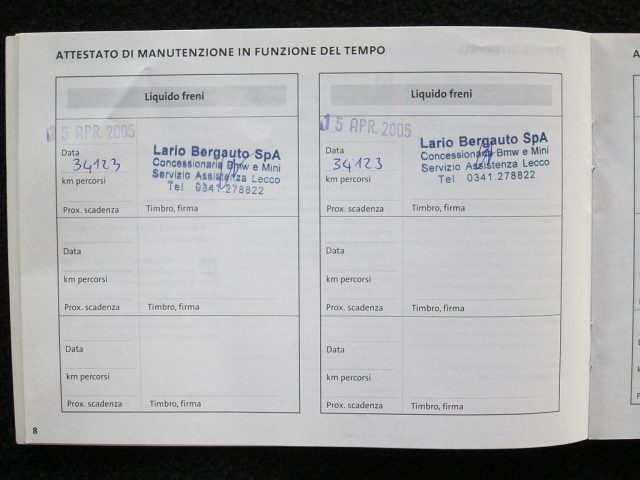 ATTESTATO DI MANUTENZIONE IN FUNZIONE DEL TEMPO
Liquido freni
15 APR. 2005
Data
34123
km percorsi
Prox. scadenza
Lario Bergauto SpA
Concessionaria Bmw e Mini
Servizio Assistenza Lecco
Tel 0341.278822
Timbro, firma
Data
km percorsi
Prox. scadenza
Timbro, firma
Data
km percorsi
Prox. scadenza
Timbro, firma
Liquido freni
15 APR. 2005
Data
34123
km percorsi
Prox. scadenza
Lario Bergauto SpA
Concessionaria Bmw e Mini
Servizio Assistenza Lecco
Tel 0341.278822
Timbro, firma
Data
km percorsi
Prox. scadenza
Timbro, firma
Data
km percorsi
Prox. scadenza
Timbro, firma
8